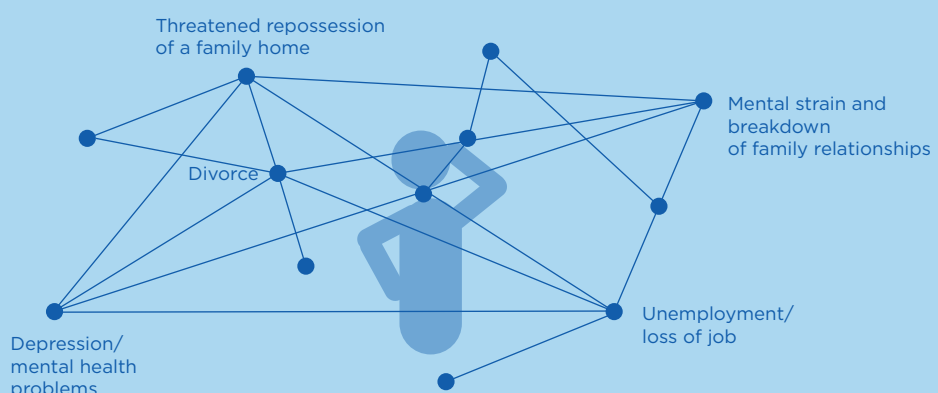 Threatened repossession
of a family home
Mental strain and
breakdown
of family relationships
Divorce
Unemployment/
loss of job
Depression/
mental health
problems